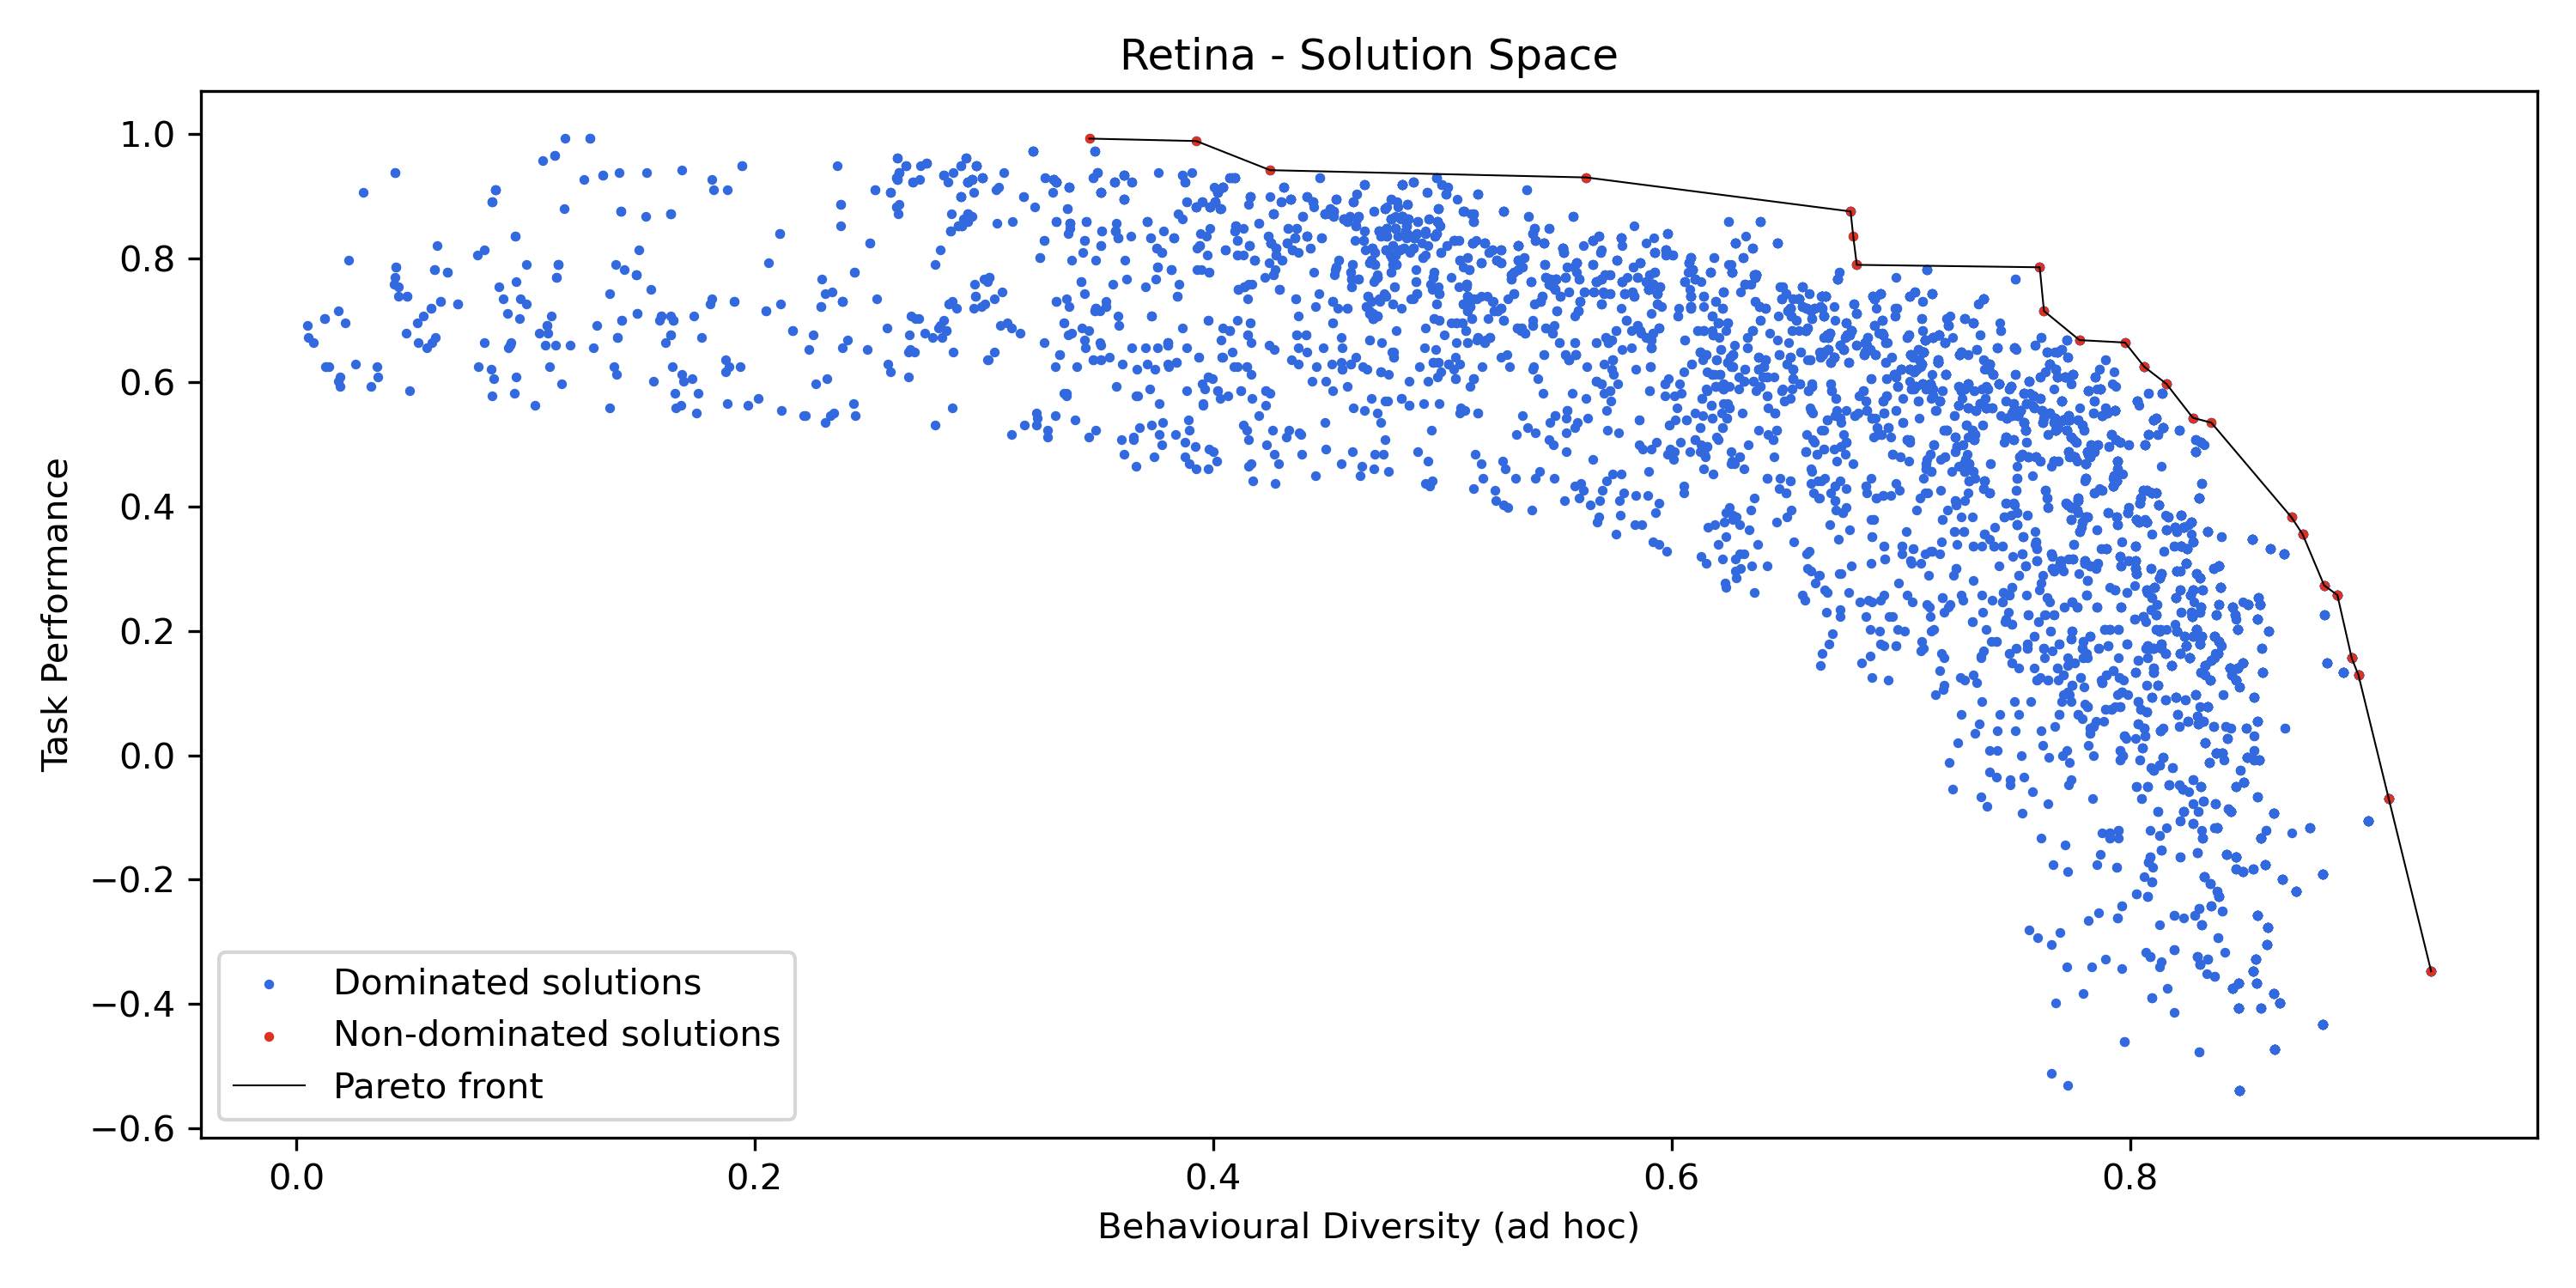 Retina - Solution Space
1.0
0.8
0.6
0.4
0.2
0.0
−0.2
−0.4
−0.6
Task Performance
Dominated solutions
Non-dominated solutions
Pareto front
0.0 0.2 0.4 0.6 0.8
Behavioural Diversity (ad hoc)